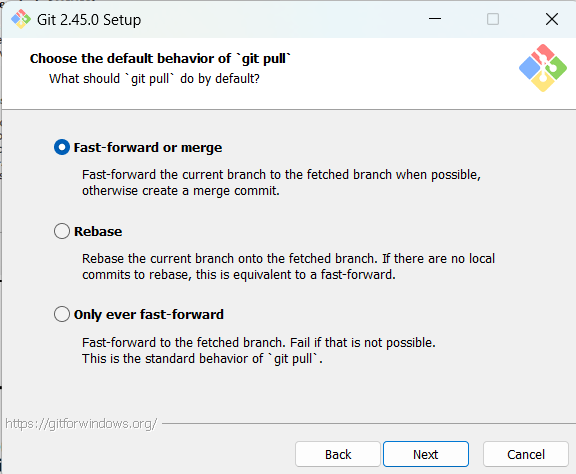 Git 2.45.0 Setup
Choose the default behavior of `git pull`
What should `git pull` do by default?
Fast-forward or merge
Fast-forward the current branch to the fetched branch when possible,
otherwise create a merge commit.
Rebase
Rebase the current branch onto the fetched branch. If there are no local
commits to rebase, this is equivalent to a fast-forward.
Only ever fast-forward
Fast-forward to the fetched branch. Fail if that is not possible.
This is the standard behavior of `git pull`.
https://gitforwindows.org/
Back Next Cancel